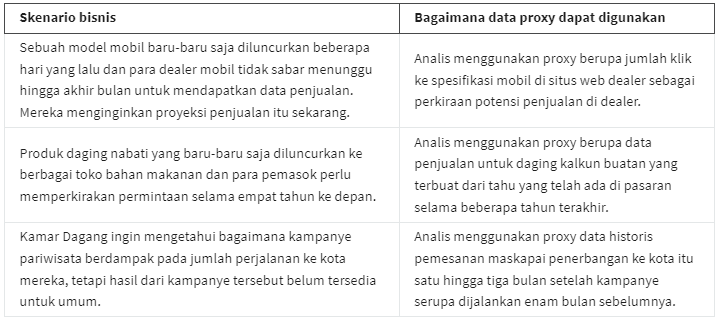 Skenario bisnis
Bagaimana data proxy dapat digunakan
Sebuah model mobil baru-baru saja diluncurkan beberapa
hari yang lalu dan para dealer mobil tidak sabar menunggu
hingga akhir bulan untuk mendapatkan data penjualan.
Mereka menginginkan proyeksi penjualan itu sekarang.
Analis menggunakan proxy berupa jumlah klik
ke spesifikasi mobil di situs web dealer sebagai
perkiraan potensi penjualan di dealer.
Produk daging nabati yang baru-baru saja diluncurkan ke
berbagai toko bahan makanan dan para pemasok perlu
memperkirakan permintaan selama empat tahun ke depan.
Analis menggunakan proxy berupa data
penjualan untuk daging kalkun buatan yang
terbuat dari tahu yang telah ada di pasaran
selama beberapa tahun terakhir.
Kamar Dagang ingin mengetahui bagaimana kampanye
pariwisata berdampak pada jumlah perjalanan ke kota
mereka, tetapi hasil dari kampanye tersebut belum tersedia
untuk umum.
Analis menggunakan proxy data historis
pemesanan maskapai penerbangan ke kota itu
satu hingga tiga bulan setelah kampanye
serupa dijalankan enam bulan sebelumnya.